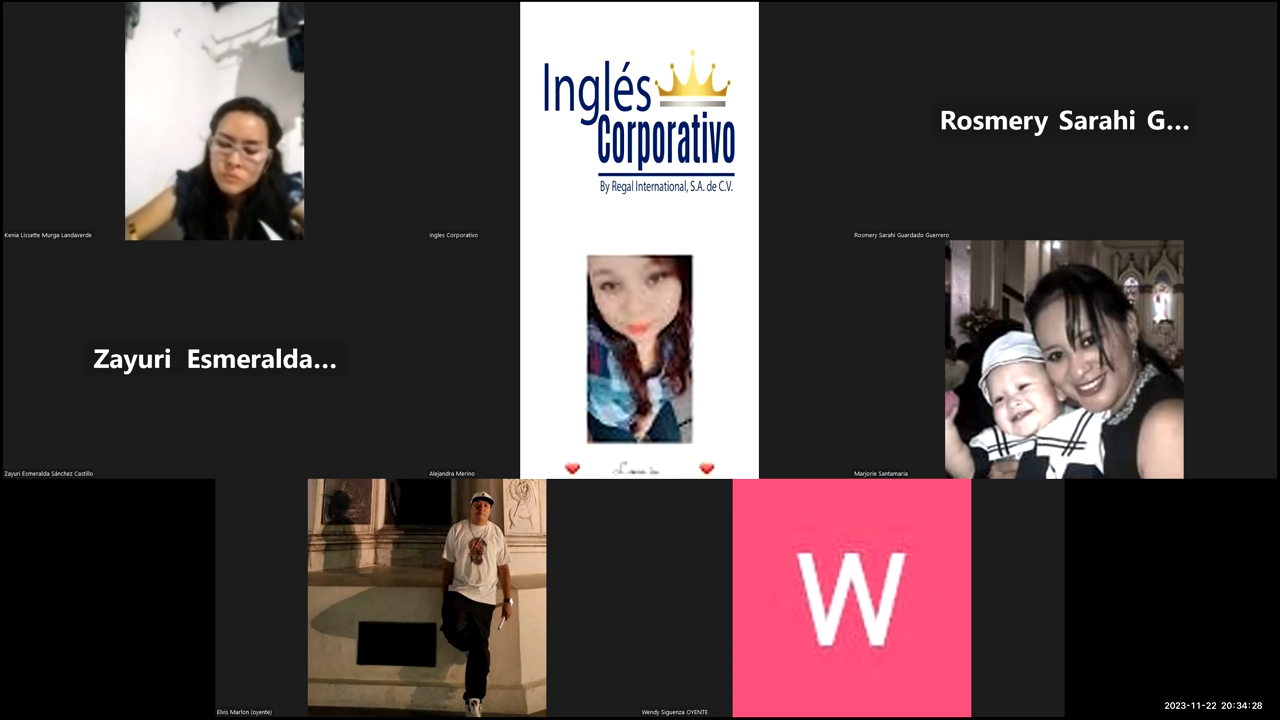 Inglés
Corporativo
By Regal International, S.A. de C.V.
Rosmery Sarahi G...
Kenia Lissette Murga Landaverde
Ingles Corporativo
Rosmery Sarahi Guardado Guerrero
Zayuri Esmeralda...
Zayuri Esmeralda Sánchez Castillo
Alejandra Merino
Marjorie Santamaria
W
Elvis Marlon (oyente)
Wendy Siguenza OYENTE
2023-11-22 20:34:28